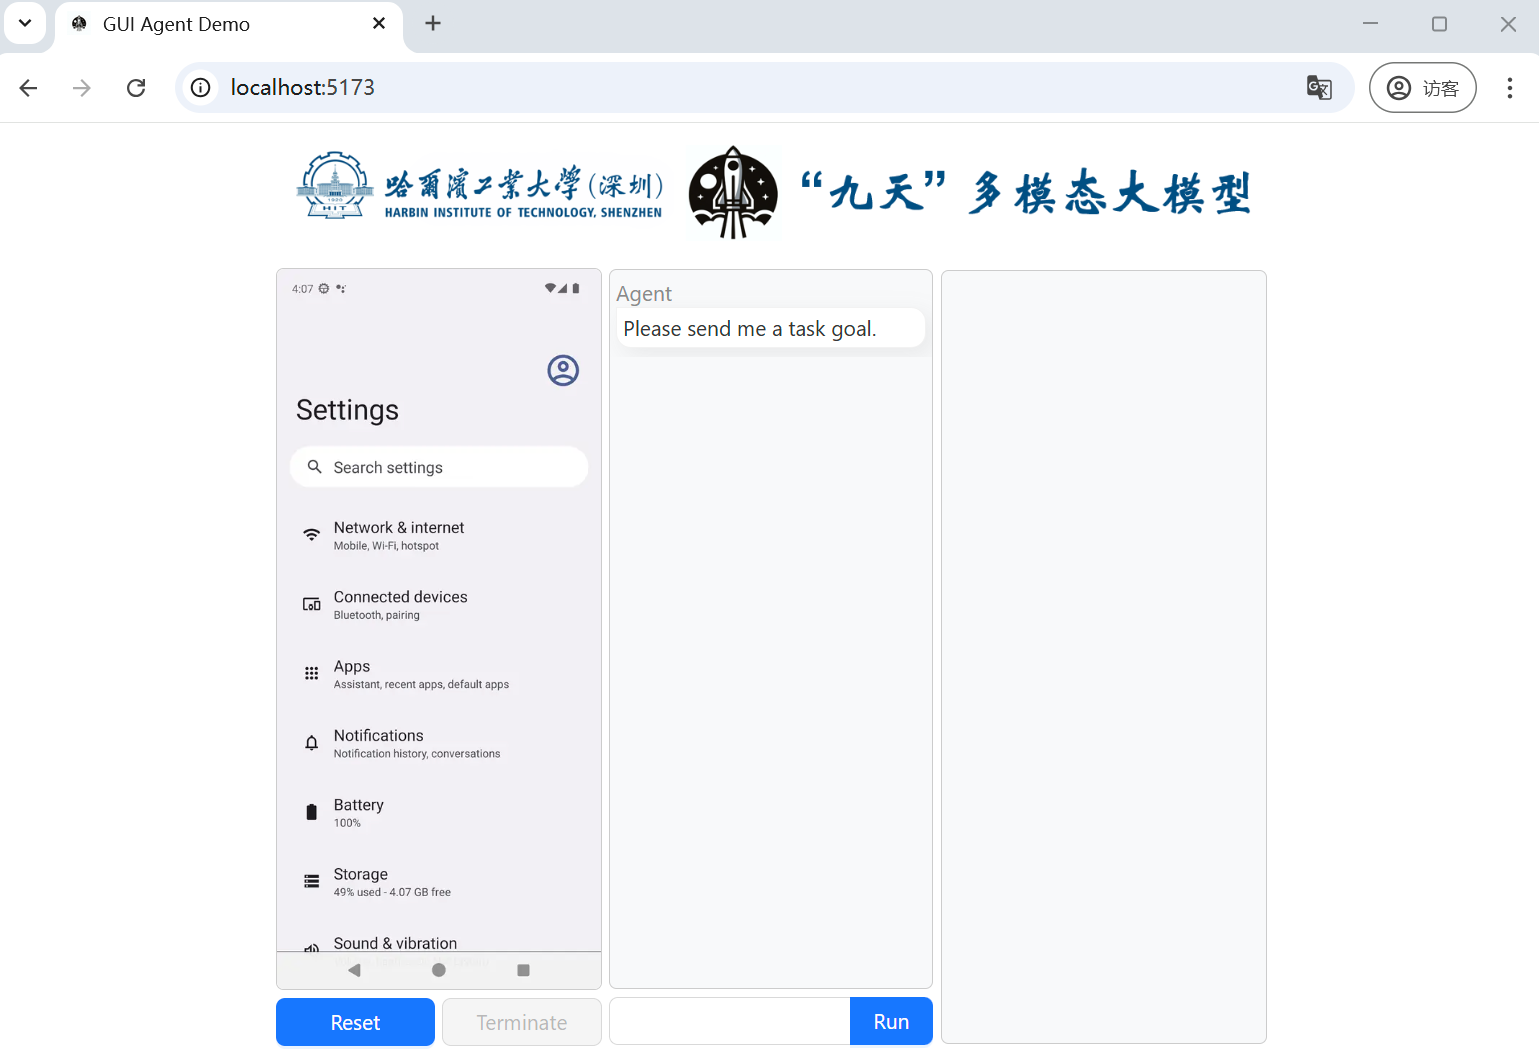 GUI Agent Demo
localhost:5173
访客
哈爾濱工業大學(深圳)
HARBIN INSTITUTE OF TECHNOLOGY, SHENZHEN
1920
HIT
“九天”多模态大模型
4:07
Settings
Search settings
Network & internet
Mobile, Wi-Fi, hotspot
Connected devices
Bluetooth, pairing
Apps
Assistant, recent apps, default apps
Notifications
Notification history, conversations
Battery
100%
Storage
49% used - 4.07 GB free
Sound & vibration
Reset
Terminate
Agent
Please send me a task goal.
Run